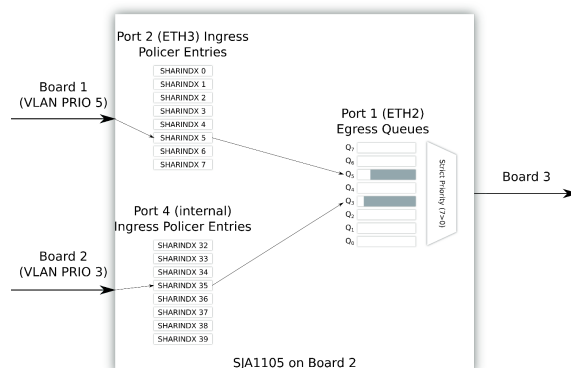 Port 2 (ETH3) Ingress
Policer Entries
SHARINDX 0
SHARINDX 1
SHARINDX 2
SHARINDX 3
SHARINDX 4
SHARINDX 5
SHARINDX 6
SHARINDX 7
Board 1
(VLAN PRIO 5)
Port 4 (internal)
Ingress Policer Entries
SHARINDX 32
SHARINDX 33
SHARINDX 34
SHARINDX 35
SHARINDX 36
SHARINDX 37
SHARINDX 38
SHARINDX 39
Board 2
(VLAN PRIO 3)
Port 1 (ETH2)
Egress Queues
Q7
Q6
Q5
Q4
Q3
Q2
Q1
Q0
Strict Priority (7>0)
Board 3
SJA1105 on Board 2